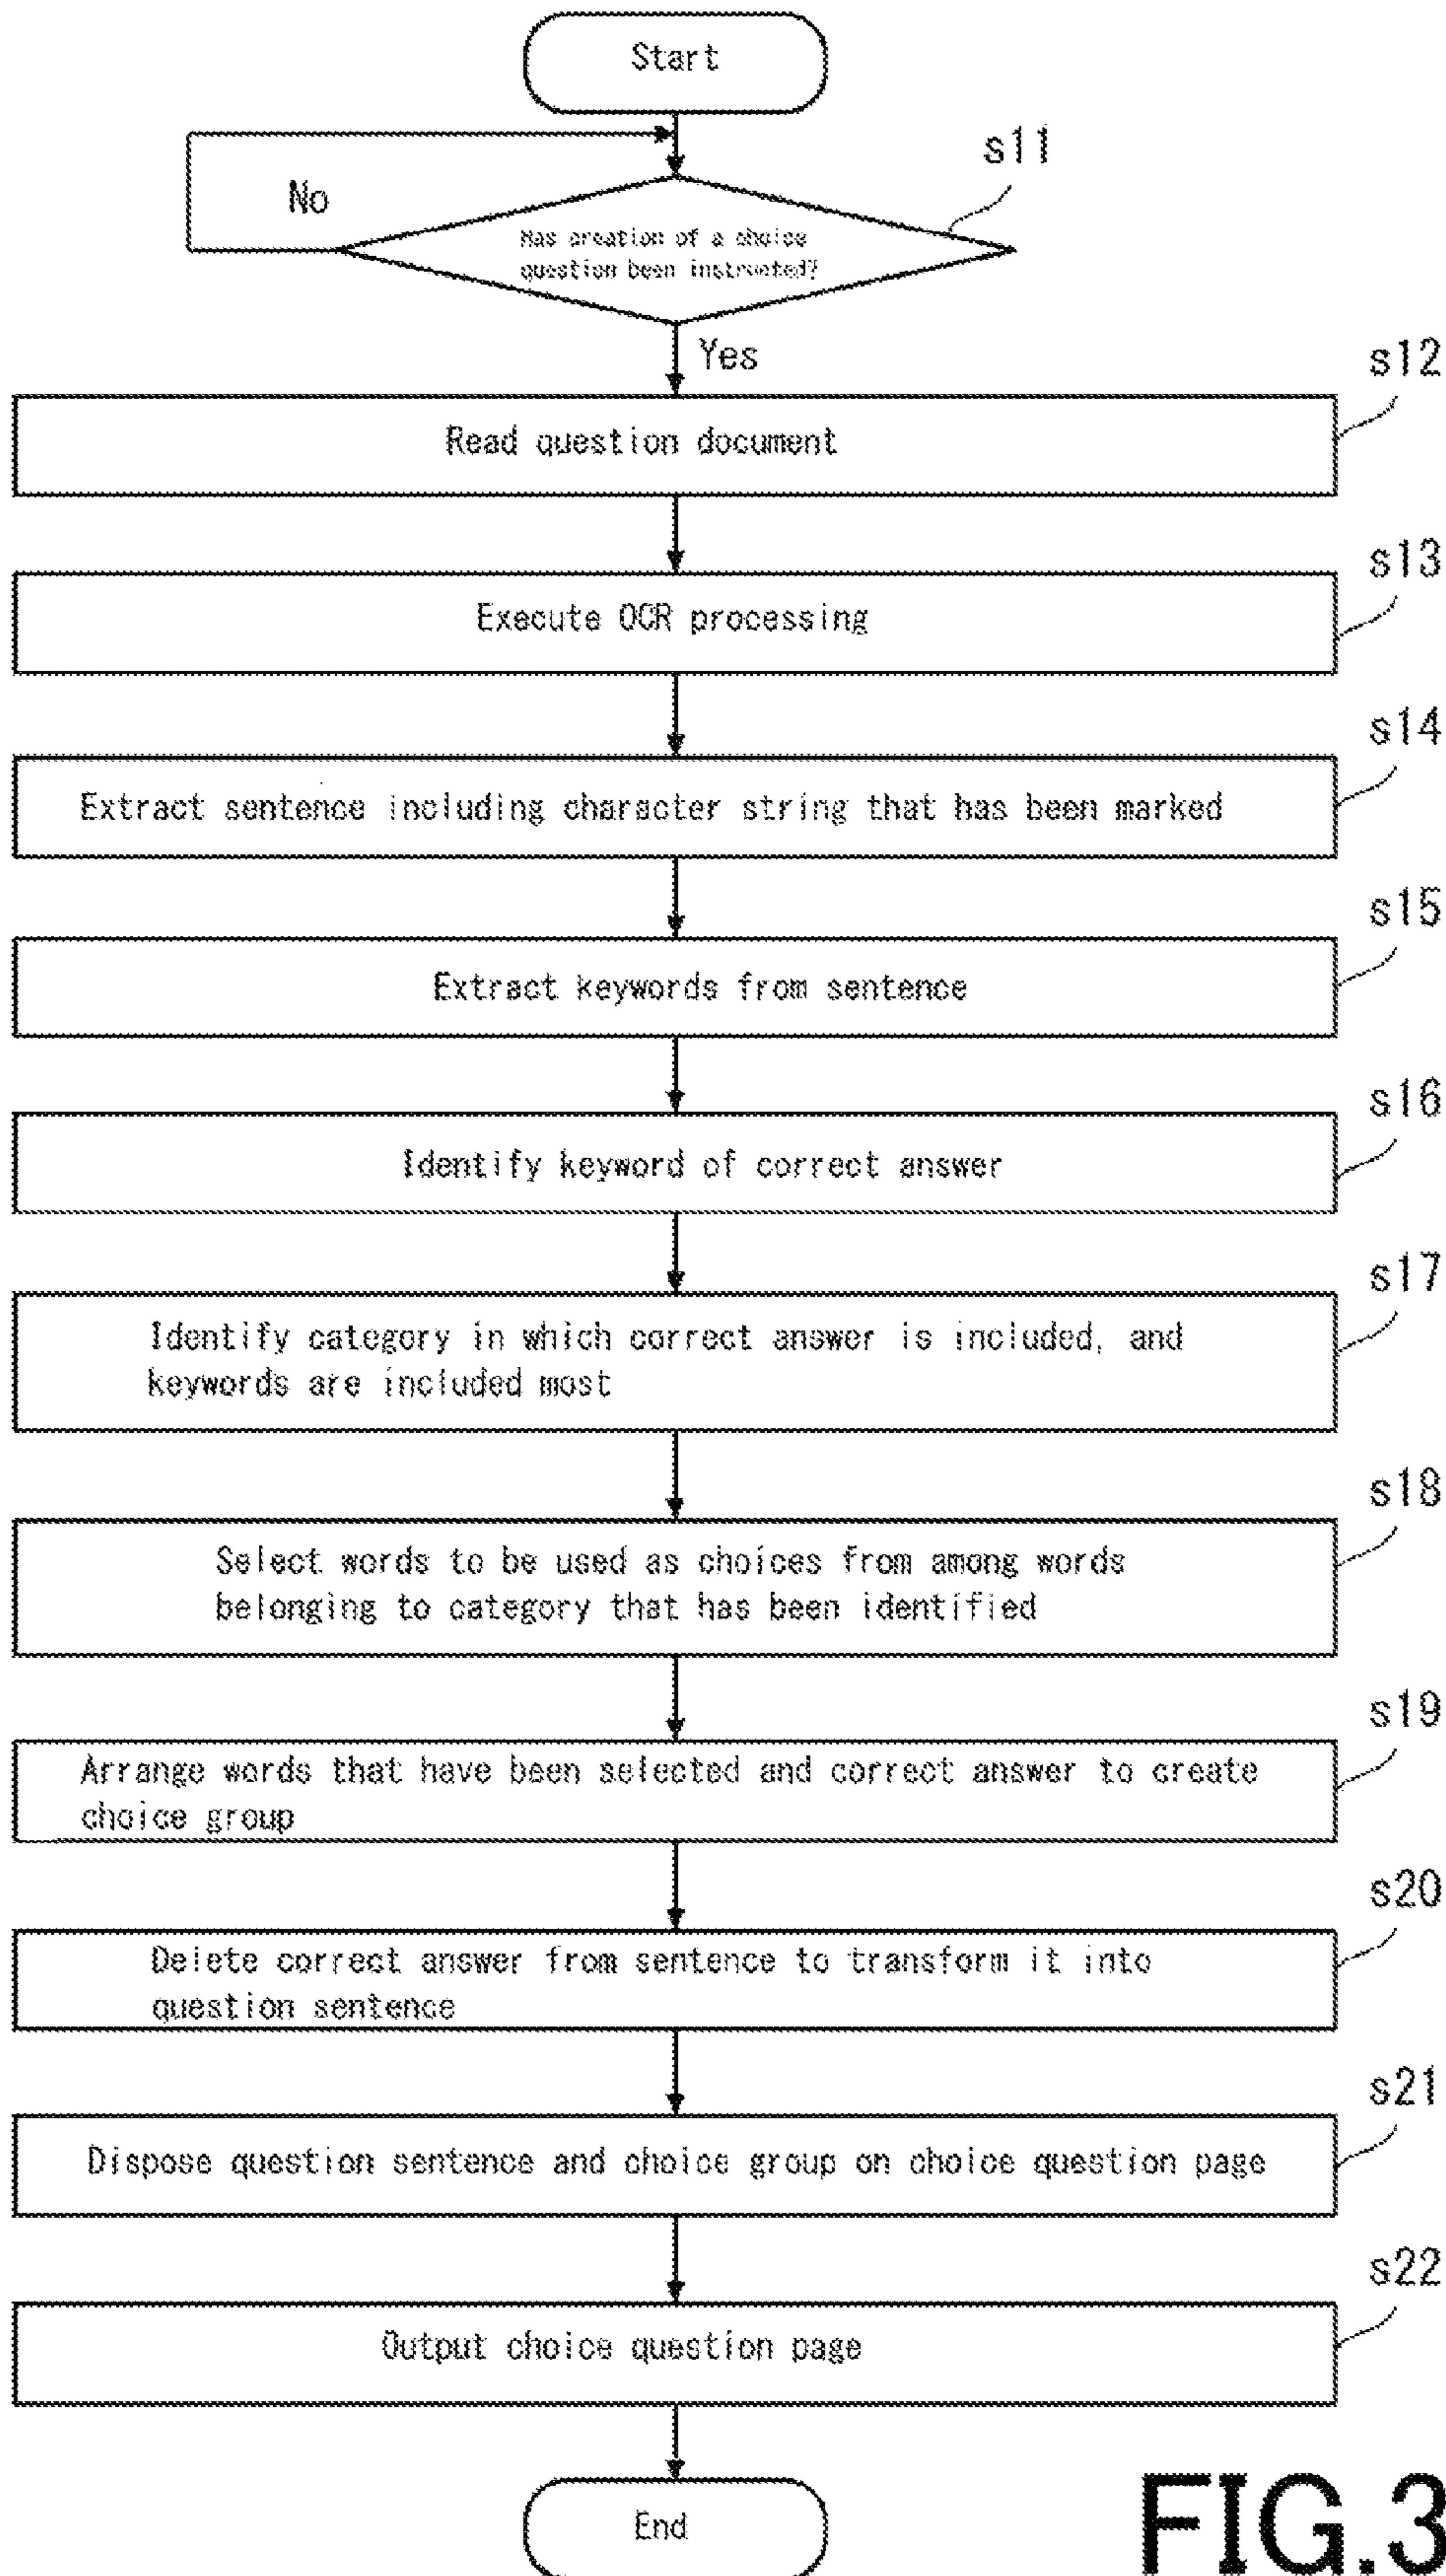 Start
s11
No
Has creation of a choice
question been instructed?
Yes
s12
Read question document
s13
Execute OCR processing
s14
Extract sentence including character string that has been marked
s15
Extract keywords from sentence
s16
Identify keyword of correct answer
s17
Identify category in which correct answer is included, and
keywords are included most
s18
Select words to be used as choices from among words
belonging to category that has been identified
s19
Arrange words that have been selected and correct answer to create
choice group
s20
Delete correct answer from sentence to transform it into
question sentence
s21
Dispose question sentence and choice group on choice question page
s22
Output choice question page
End
FIG.3